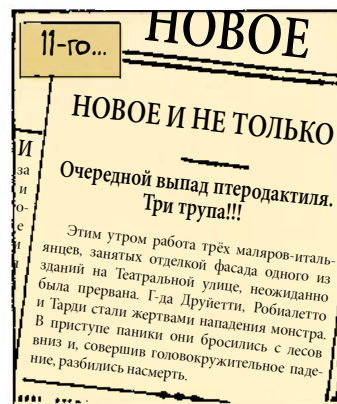 11-го...
НОВОЕ
НОВОЕ И НЕ ТОЛЬКО
Очередной выпад птеродактиля.
Три трупа!!!
Этим утром работа трёх маляров-италь-
янцев, занятых отделкой фасада одного из
зданий на Театральной улице, неожиданно
была прервана. Г-да Друйетти, Робиалетто
и Тарди стали жертвами нападения монстра.
В приступе паники они бросились с лесов
вниз и, совершив головокружительное паде-
ние, разбились насмерть.
И
за
и
о-
е
и